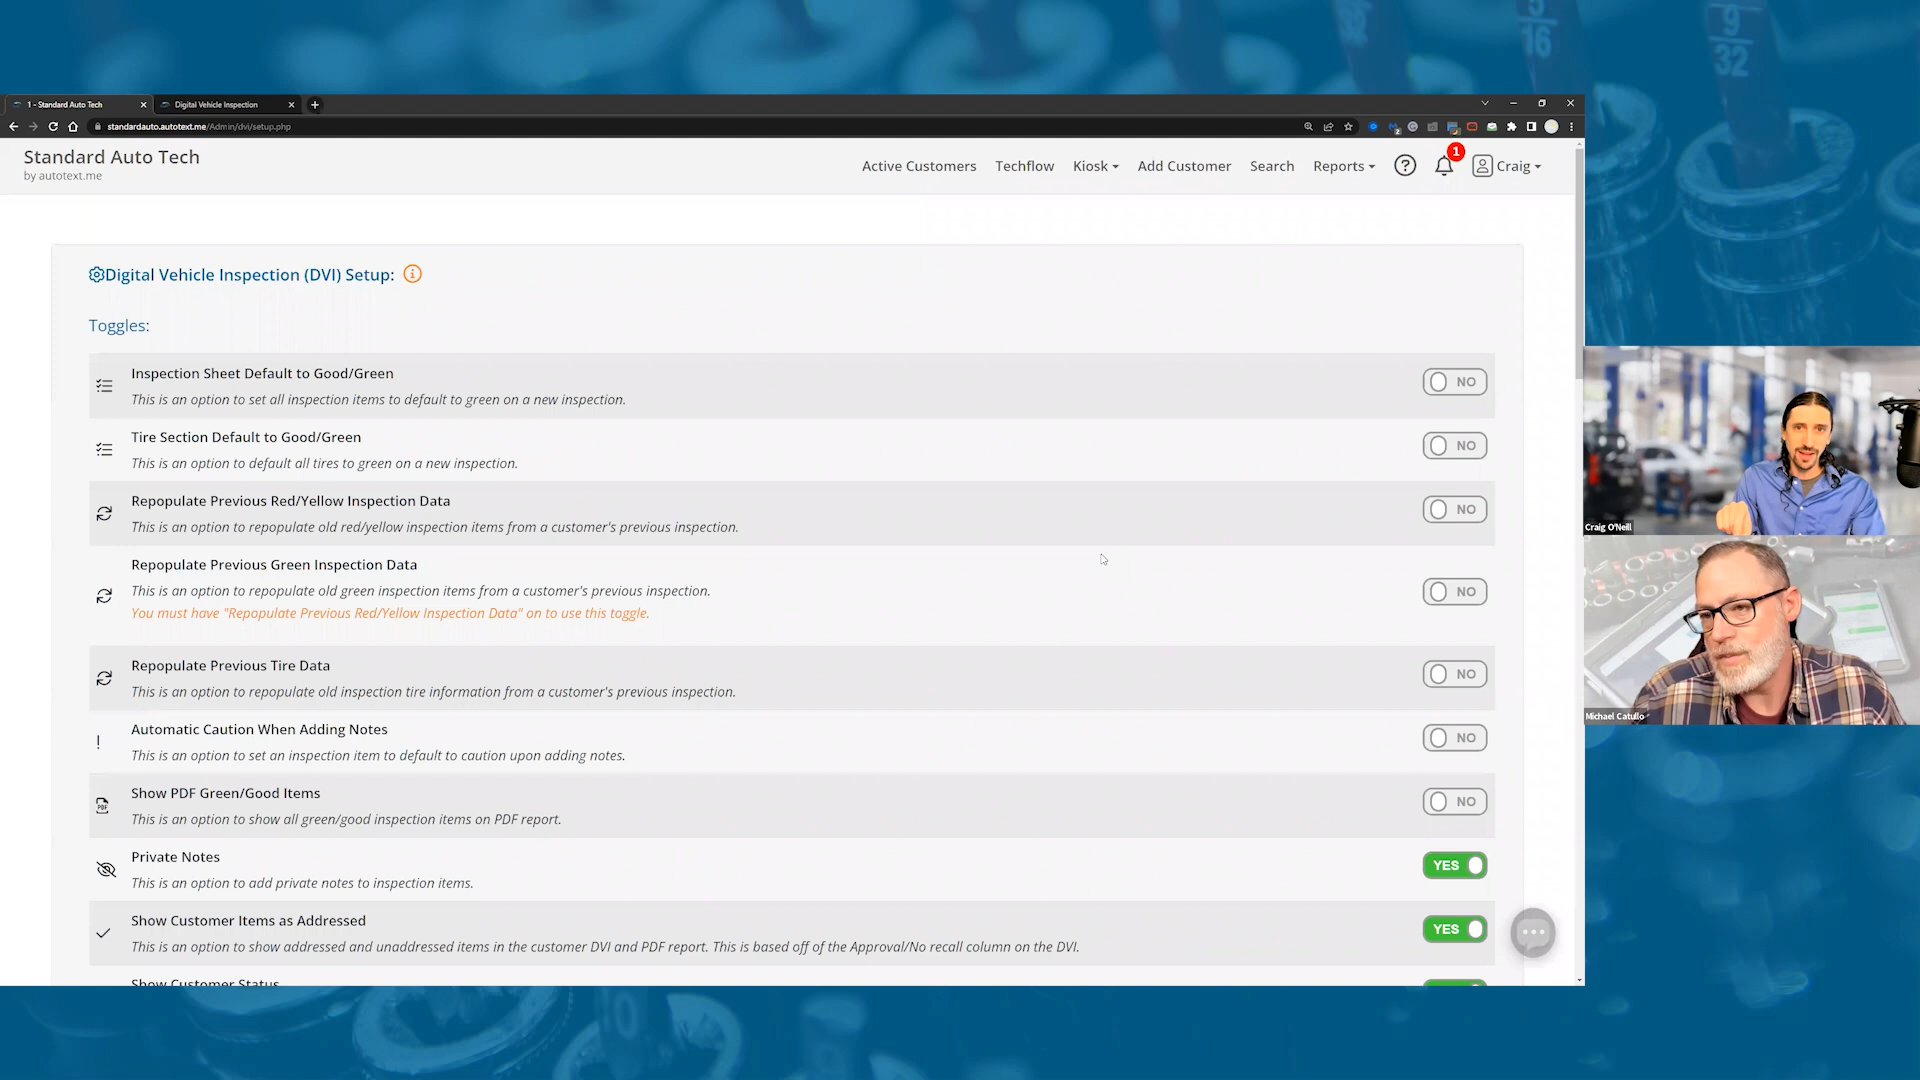 5
16
9
32
1 - Standard Auto Tech
Digital Vehicle Inspection
standardauto.autotext.me/Admin/dvi/setup.php
Standard Auto Tech
by autotext.me
Active Customers
Techflow
Kiosk
Add Customer
Search
Reports
?
1
Craig
Digital Vehicle Inspection (DVI) Setup:
Toggles:
Inspection Sheet Default to Good/Green
This is an option to set all inspection items to default to green on a new inspection.
NO
Tire Section Default to Good/Green
This is an option to default all tires to green on a new inspection.
NO
Repopulate Previous Red/Yellow Inspection Data
This is an option to repopulate old red/yellow inspection items from a customer's previous inspection.
NO
Repopulate Previous Green Inspection Data
This is an option to repopulate old green inspection items from a customer's previous inspection.
You must have "Repopulate Previous Red/Yellow Inspection Data" on to use this toggle.
NO
Repopulate Previous Tire Data
This is an option to repopulate old inspection tire information from a customer's previous inspection.
NO
Automatic Caution When Adding Notes
This is an option to set an inspection item to default to caution upon adding notes.
NO
Show PDF Green/Good Items
This is an option to show all green/good inspection items on PDF report.
NO
PDF
Private Notes
This is an option to add private notes to inspection items.
YES
Show Customer Items as Addressed
This is an option to show addressed and unaddressed items in the customer DVI and PDF report. This is based off of the Approval/No recall column on the DVI.
YES
Show Customer Status
Craig O'Neill
Michael Catullo